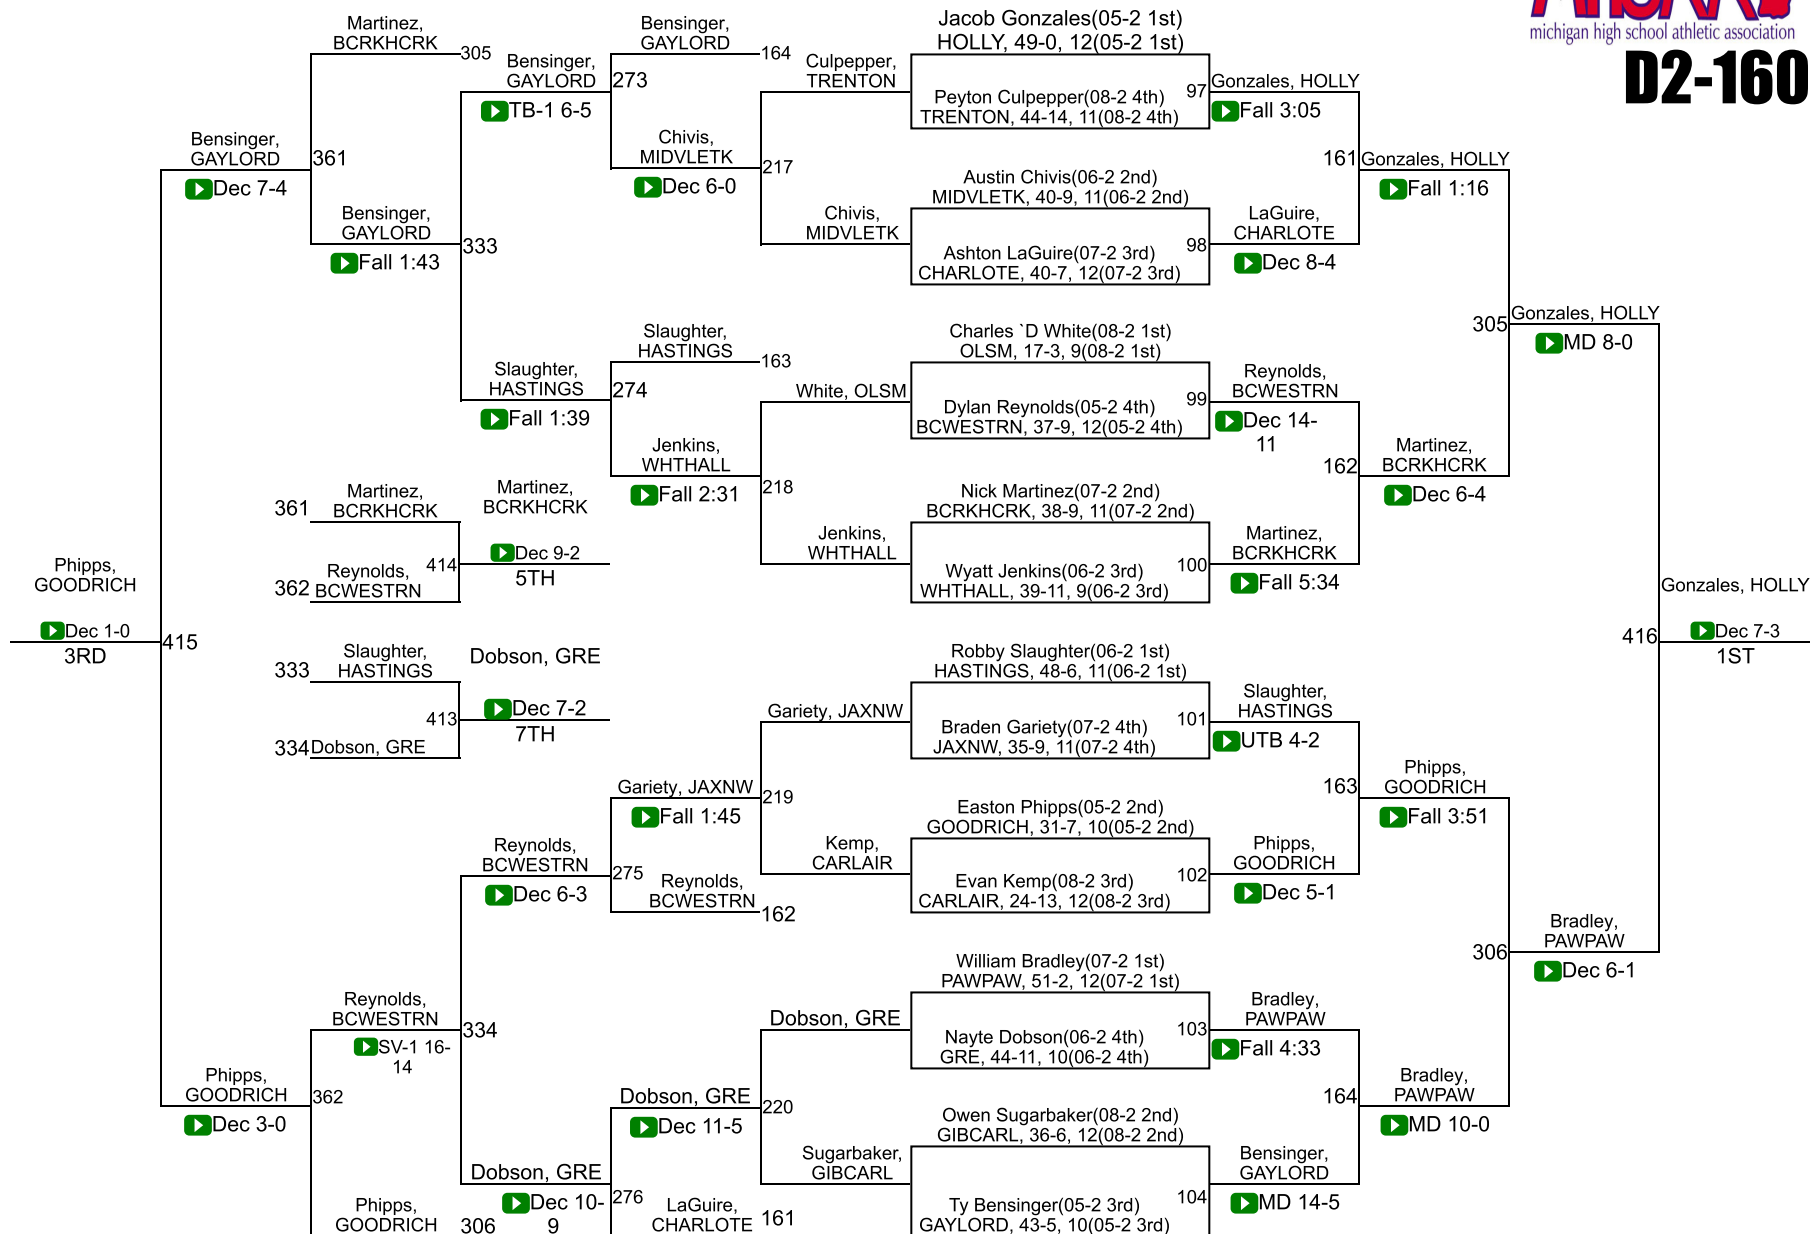 Martinez,
BCRKHCRK
305
Bensinger,
GAYLORD
TB-1 6-5
Bensinger,
GAYLORD
164
273
Culpepper,
TRENTON
Jacob Gonzales(05-2 1st)
HOLLY, 49-0, 12(05-2 1st)
Peyton Culpepper(08-2 4th)
TRENTON, 44-14, 11(08-2 4th)
97
Gonzales, HOLLY
Fall 3:05
michigan high school athletic association
D2-160
Bensinger,
GAYLORD
Dec 7-4
361
Chivis,
MIDVLETK
Dec 6-0
217
161
Gonzales, HOLLY
Fall 1:16
Bensinger,
GAYLORD
Fall 1:43
333
Chivis,
MIDVLETK
Austin Chivis(06-2 2nd)
MIDVLETK, 40-9, 11(06-2 2nd)
Ashton LaGuire(07-2 3rd)
CHARLOTE, 40-7, 12(07-2 3rd)
98
LaGuire,
CHARLOTE
Dec 8-4
305
Gonzales, HOLLY
MD 8-0
Slaughter,
HASTINGS
163
Slaughter,
HASTINGS
Fall 1:39
274
White, OLSM
Charles `D White(08-2 1st)
OLSM, 17-3, 9(08-2 1st)
Dylan Reynolds(05-2 4th)
BCWESTRN, 37-9, 12(05-2 4th)
99
Reynolds,
BCWESTRN
Dec 14-
11
Jenkins,
WHTHALL
Fall 2:31
218
162
Martinez,
BCRKHCRK
Dec 6-4
361
Martinez,
BCRKHCRK
Martinez,
BCRKHCRK
414
Dec 9-2
5TH
362
Reynolds,
BCWESTRN
Jenkins,
WHTHALL
Nick Martinez(07-2 2nd)
BCRKHCRK, 38-9, 11(07-2 2nd)
Wyatt Jenkins(06-2 3rd)
WHTHALL, 39-11, 9(06-2 3rd)
100
Martinez,
BCRKHCRK
Fall 5:34
Phipps,
GOODRICH
Dec 1-0
3RD
415
Gonzales, HOLLY
416
Dec 7-3
1ST
333
Slaughter,
HASTINGS
Dobson, GRE
413
Dec 7-2
7TH
334
Dobson, GRE
Gariety, JAXNW
Robby Slaughter(06-2 1st)
HASTINGS, 48-6, 11(06-2 1st)
Braden Gariety(07-2 4th)
JAXNW, 35-9, 11(07-2 4th)
101
Slaughter,
HASTINGS
UTB 4-2
Gariety, JAXNW
Fall 1:45
219
163
Phipps,
GOODRICH
Fall 3:51
Reynolds,
BCWESTRN
Dec 6-3
275
Reynolds,
BCWESTRN
162
Kemp,
CARLAIR
Easton Phipps(05-2 2nd)
GOODRICH, 31-7, 10(05-2 2nd)
Evan Kemp(08-2 3rd)
CARLAIR, 24-13, 12(08-2 3rd)
102
Phipps,
GOODRICH
Dec 5-1
306
Bradley,
PAWPAW
Dec 6-1
Reynolds,
BCWESTRN
SV-1 16-
14
334
Dobson, GRE
William Bradley(07-2 1st)
PAWPAW, 51-2, 12(07-2 1st)
Nayte Dobson(06-2 4th)
GRE, 44-11, 10(06-2 4th)
103
Bradley,
PAWPAW
Fall 4:33
Phipps,
GOODRICH
Dec 3-0
362
Dobson, GRE
Dec 11-5
220
164
Bradley,
PAWPAW
MD 10-0
Sugarbaker,
GIBCARL
Owen Sugarbaker(08-2 2nd)
GIBCARL, 36-6, 12(08-2 2nd)
Ty Bensinger(05-2 3rd)
GAYLORD, 43-5, 10(05-2 3rd)
104
Bensinger,
GAYLORD
MD 14-5
Dobson, GRE
Dec 10-
9
276
Phipps,
GOODRICH
306
LaGuire,
CHARLOTE
161